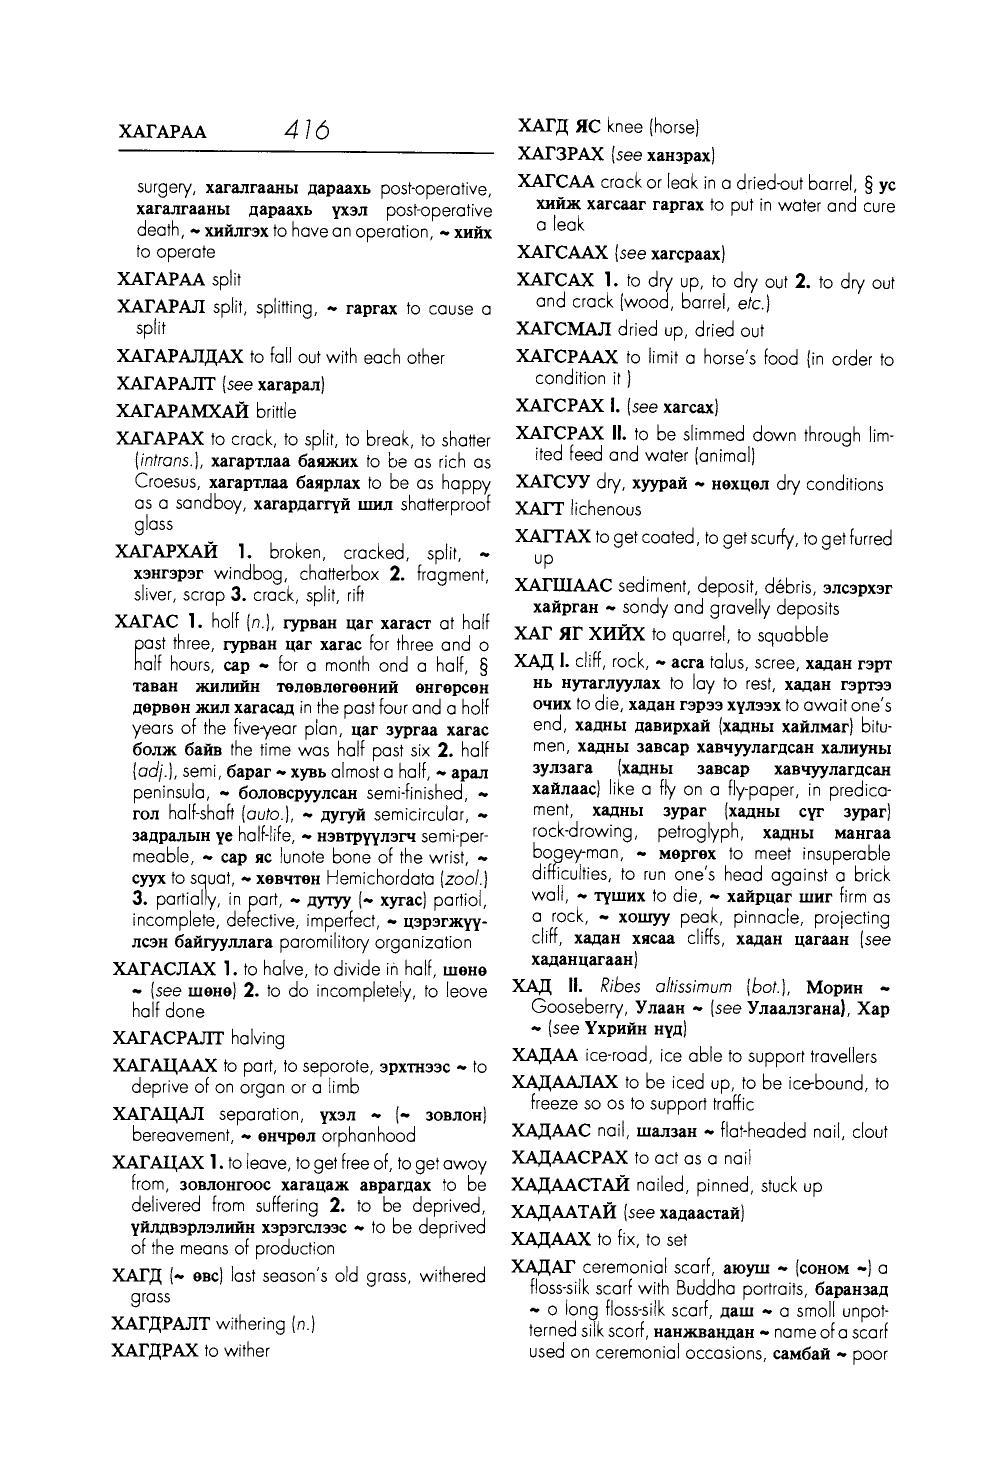 ХАГАРАА 416
surgery, хагалгааны дараахь post-operative,
хагалгааны дараахь үхэл post-operative
death, ~ хийлгэх to have an operation, ~ хийх
to operate
ХАГАРАА split
ХАГАРАЛ split, splitting, ~ гаргах to cause a
split
ХАГАРАЛДАХ to fall out with each other
ХАГАРАЛТ (see хагарал)
ХАГАРАМХАЙ brittle
ХАГАРАХ to crack, to split, to break, to shatter
(intrans.), хагартлаа баяжих to be as rich as
Croesus, хагартлаа баярлах to be as happy
as a sandboy, хагардаггүй шил shatterproof
glass
ХАГАРХАЙ 1. broken, cracked, split, ~
хэнгэрэг windbog, chatterbox 2. fragment,
sliver, scrap 3. crack, split, rift
ХАГАС 1. holf (n.), гурван цаг хагаст at half
past three, гурван цаг хагас for three and o
half hours, сар ~ for a month ond a half, §
таван жилийн төлөвлөгөөний өнгөрсөн
дөрвөн жил хагасад in the past four and a holf
years of the five-year plan, цаг зургаа хагас
болж байв the time was half past six 2. half
(adj.), semi, бараг ~ хувь almost a half, ~ арал
peninsula, ~ боловсруулсан semi-finished, ~
гол half-shaft (auto.), ~ дугуй semicircular, ~
задралын үе half-life, ~ нэвтрүүлэгч semi-per-
meable, ~ сар яс lunote bone of the wrist, ~
суух to squat, ~ хөвчтөн Hemichordata (zool.)
3. partially, in part, ~ дутуу (~ хугас) partiol,
incomplete, defective, imperfect, ~ цэрэгжүү-
лсэн байгууллага paromilitory organization
ХАГАСЛАХ 1. to halve, to divide in half, шөнө
~ (see шөнө) 2. to do incompletely, to leove
half done
ХАГАСРАЛТ halving
ХАГАЦААХ to part, to seporote, эрхтнээс ~ to
deprive of on organ or a limb
ХАГАЦАЛ separation, үхэл ~ (~ зовлон)
bereavement, ~ өнчрөл orphanhood
ХАГАЦАХ 1. to leave, to get free of, to get awoy
from, зовлонгоос хагацаж аврагдах to be
delivered from suffering 2. to be deprived,
үйлдвэрлэлийн хэрэгслээс ~ to be deprived
of the means of production
ХАГД (~ өвс) last season's old grass, withered
grass
ХАГДРАЛТ withering (n.)
ХАГДРАХ to wither
ХАГД ЯС knee (horse)
ХАГЗРАХ (see ханзрах)
ХАГСАА crack or leak in a dried-out barrel, § ус
хийж хагсааг гаргах to put in water and cure
a leak
ХАГСААХ (see хагсраах)
ХАГСАХ 1. to dry up, to dry out 2. to dry out
and crack (wood, barrel, etc.)
ХАГСМАЛ dried up, dried out
ХАГСРААХ to limit a horse's food (in order to
condition it )
ХАГСРАХ I. (see хагсах)
ХАГСРАХ II. to be slimmed down through lim-
ited feed and water (animal)
ХАГСУУ dry, хуурай ~ нөхцөл dry conditions
ХАГТ lichenous
ХАГТАХ to get coated, to get scurfy, to get furred
up
ХАГШААС sediment, deposit, débris, элсэрхэг
хайрган ~ sondy and gravelly deposits
ХАГ ЯГ ХИЙХ to quarrel, to squabble
ХАД I. cliff, rock, ~ асга talus, scree, хадан гэрт
нь нутаглуулах to lay to rest, хадан гэртээ
очих to die, хадан гэрээ хүлээх to await one's
end, хадны давирхай (хадны хайлмаг) bitu-
men, хадны завсар хавчуулагдсан халиуны
зулзага (хадны завсар хавчуулагдсан
хайлаас) like a fly on a fly-paper, in predica-
ment, хадны зураг (хадны сүг зураг)
rock-drowing, petroglyph, хадны мангаа
bogey-man, ~ мөргөх to meet insuperable
difficulties, to run one's head against a brick
wall, ~ түших to die, ~ хайрцаг шиг firm as
a rock, ~ хошуу peak, pinnacle, projecting
cliff, хадан хясаа cliffs, хадан цагаан (see
хаданцагаан)
ХАД II. Ribes altissimum (bot.), Морин ~
Gooseberry, Улаан ~ (see Улаалзгана), Хар
~ (see Үхрийн нүд)
ХАДАА ice-road, ice able to support travellers
ХАДААЛАХ to be iced up, to be ice-bound, to
freeze so os to support traffic
ХАДААС nail, шалзан ~ flat-headed nail, clout
ХАДААСРАХ to act as a nail
ХАДААСТАЙ nailed, pinned, stuck up
ХАДААТАЙ (see хадаастай)
ХАДААХ to fix, to set
ХАДАГ ceremonial scarf, аюуш ~ (соном ~) a
floss-silk scarf with Buddha portraits, баранзад
~ o long floss-silk scarf, даш ~ a smoll unpot-
terned silk scorf, нанжвандан ~ name of a scarf
used on ceremonial occasions, самбай ~ poor